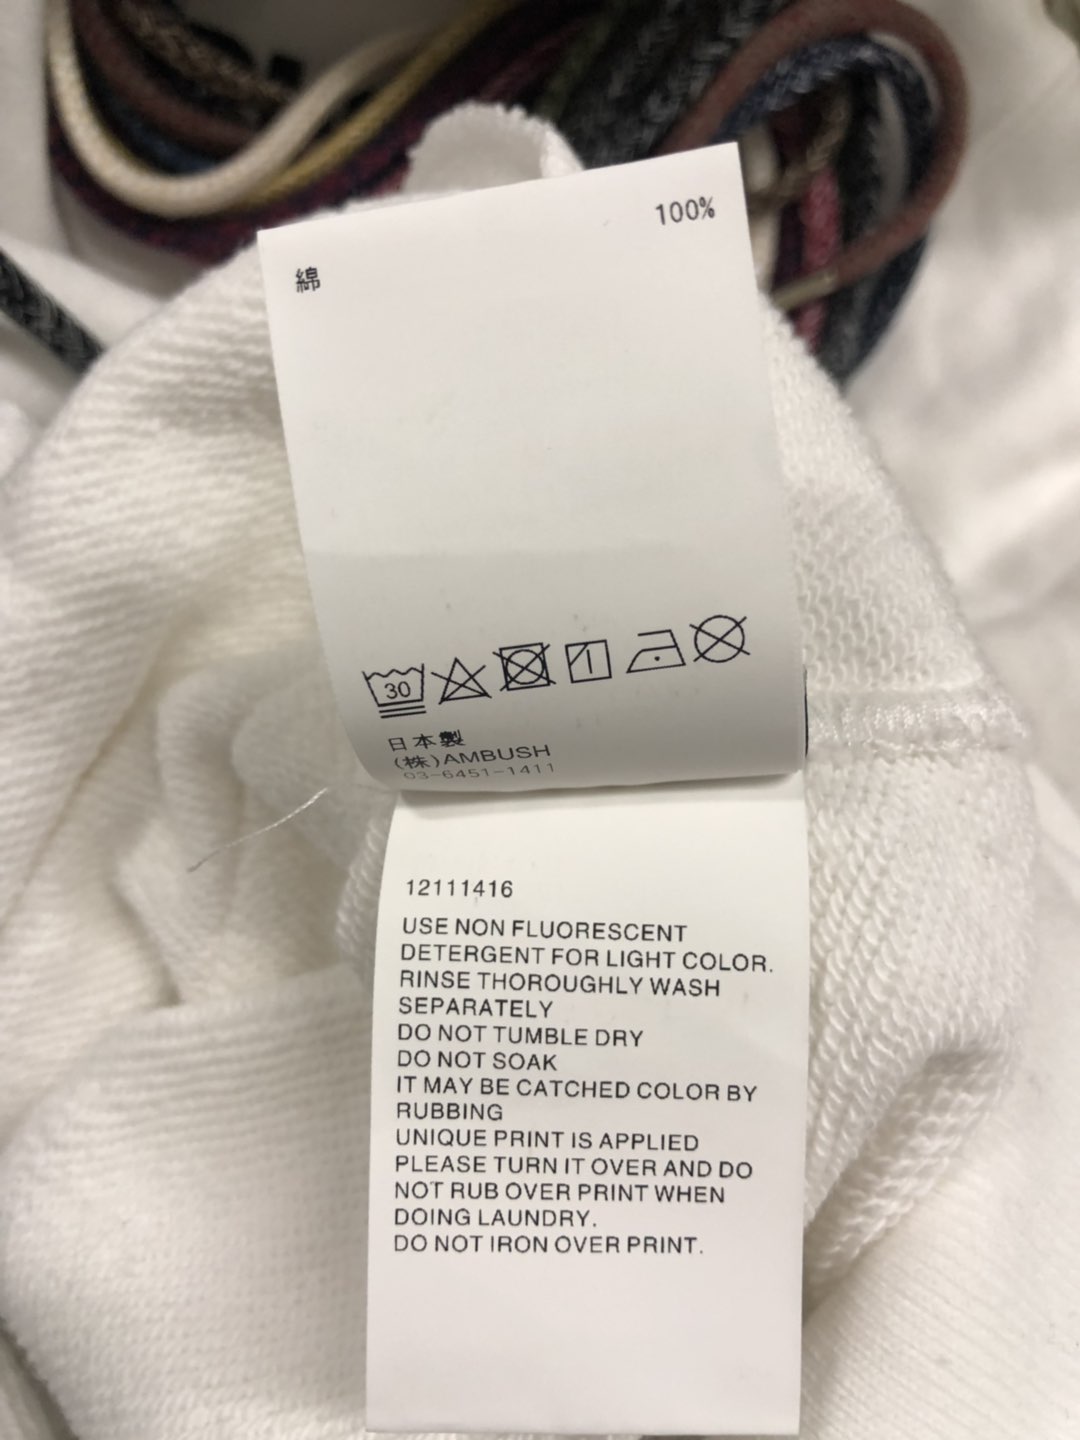 綿 100%
30
日本製
(株)AMBUSH
03-6451-1411
12111416
USE NON FLUORESCENT
DETERGENT FOR LIGHT COLOR.
RINSE THOROUGHLY WASH
SEPARATELY
DO NOT TUMBLE DRY
DO NOT SOAK
IT MAY BE CATCHED COLOR BY
RUBBING
UNIQUE PRINT IS APPLIED
PLEASE TURN IT OVER AND DO
NOT RUB OVER PRINT WHEN
DOING LAUNDRY.
DO NOT IRON OVER PRINT.